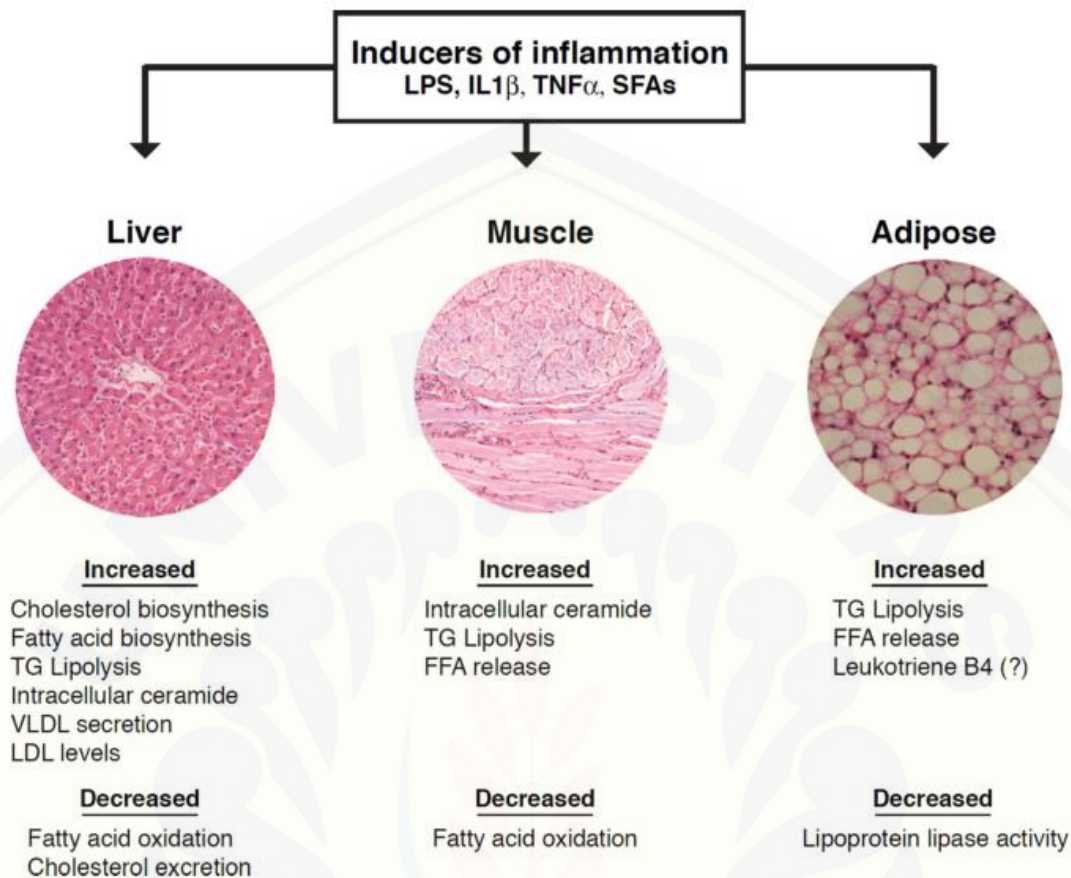 Inducers of inflammation
LPS, IL1β, TNFα, SFAs
Liver
Muscle
Adipose
Increased
Cholesterol biosynthesis
Fatty acid biosynthesis
TG Lipolysis
Intracellular ceramide
VLDL secretion
LDL levels
Decreased
Fatty acid oxidation
Cholesterol excretion
Increased
Intracellular ceramide
TG Lipolysis
FFA release
Decreased
Fatty acid oxidation
Increased
TG Lipolysis
FFA release
Leukotriene B4 (?)
Decreased
Lipoprotein lipase activity
UNIVERSITAS